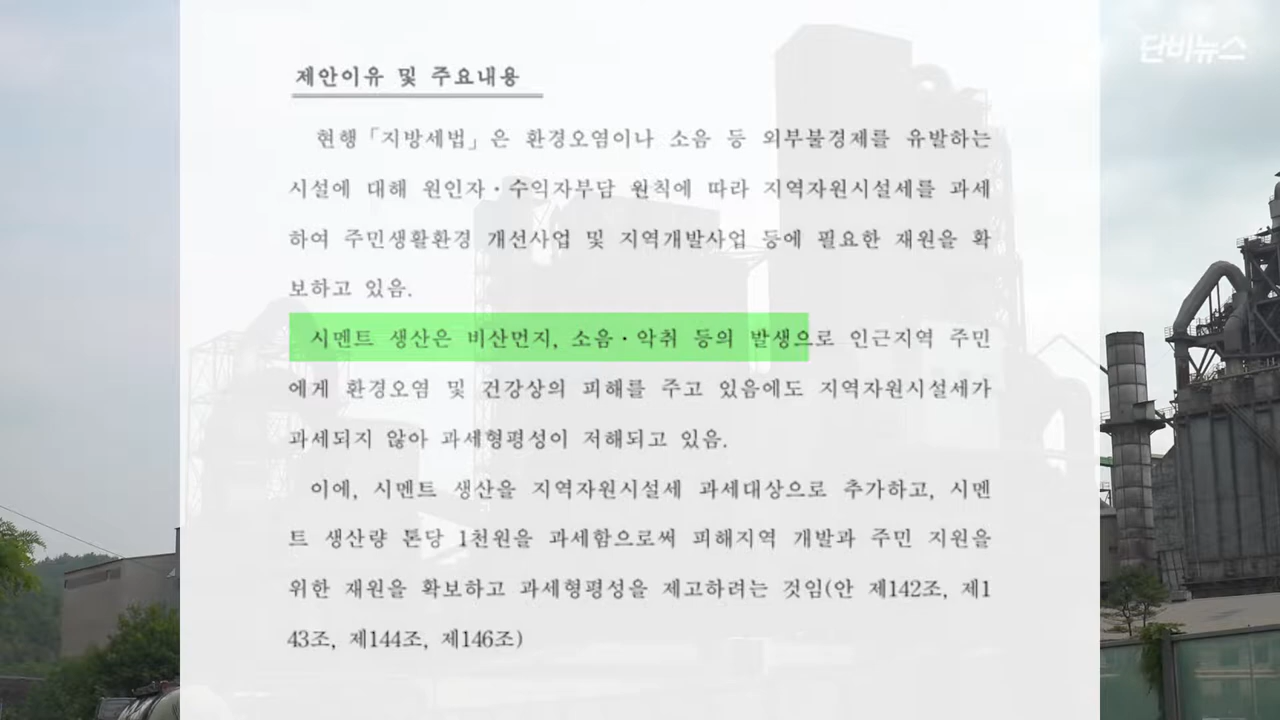 단비뉴스
제안이유 및 주요내용
현행 「지방세법」은 환경오염이나 소음 등 외부불경제를 유발하는
시설에 대해 원인자·수익자부담 원칙에 따라 지역자원시설세를 과세
하여 주민생활환경 개선사업 및 지역개발사업 등에 필요한 재원을 확
보하고 있음.
시멘트 생산은 비산먼지, 소음·악취 등의 발생으로 인근지역 주민
에게 환경오염 및 건강상의 피해를 주고 있음에도 지역자원시설세가
과세되지 않아 과세형평성이 저해되고 있음.
이에, 시멘트 생산을 지역자원시설세 과세대상으로 추가하고, 시멘
트 생산량 톤당 1천원을 과세함으로써 피해지역 개발과 주민 지원을
위한 재원을 확보하고 과세형평성을 제고하려는 것임(안 제142조, 제1
43조, 제144조, 제146조)